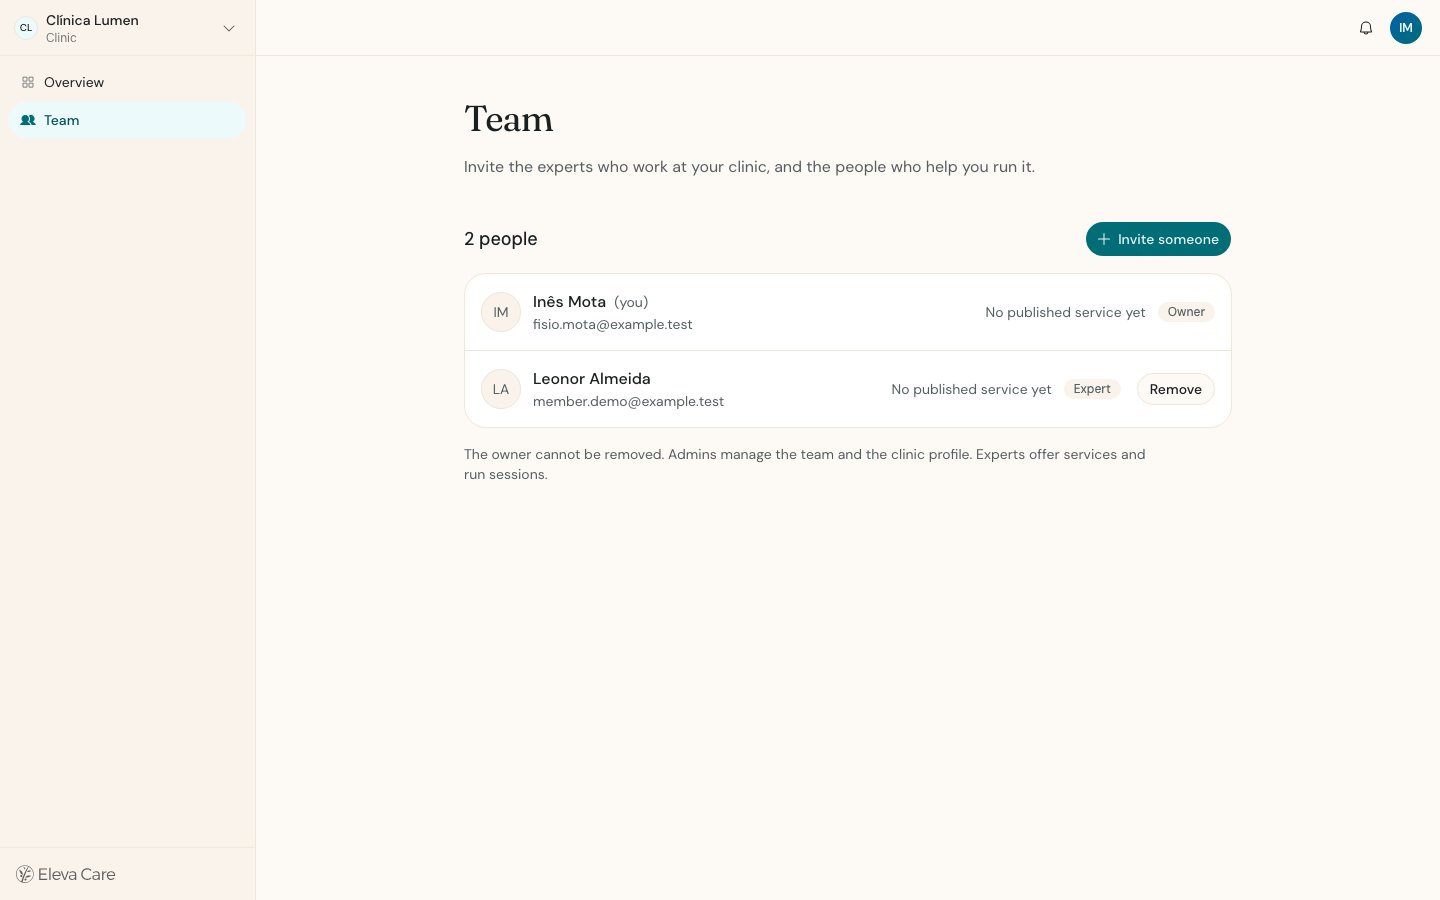 CL
Clínica Lumen
Clinic
IM
Overview
Team
Team
Invite the experts who work at your clinic, and the people who help you run it.
2 people
Invite someone
IM
Inês Mota (you)
fisio.mota@example.test
No published service yet
Owner
LA
Leonor Almeida
member.demo@example.test
No published service yet
Expert
Remove
The owner cannot be removed. Admins manage the team and the clinic profile. Experts offer services and
run sessions.
Eleva Care